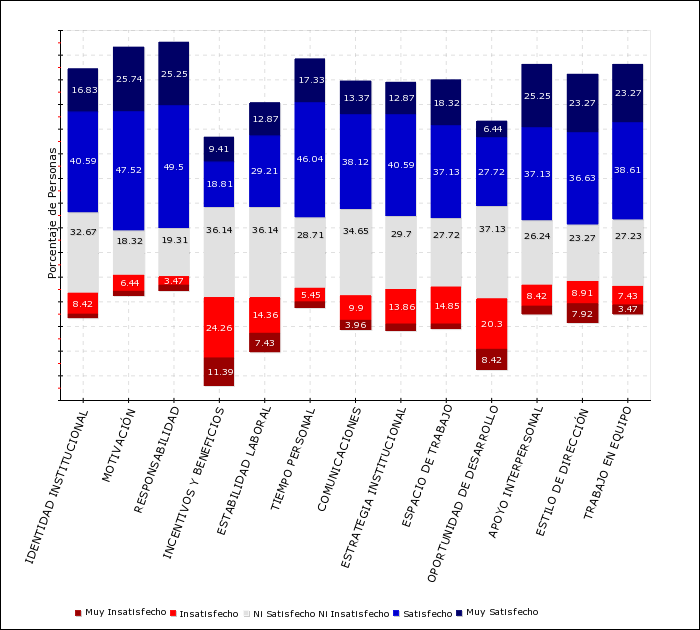 Porcentaje de Personas
16.83 25.74 25.25 9.41 12.87 17.33 13.37 12.87 18.32 6.44 25.25 23.27 23.27
40.59 47.52 49.5 18.81 29.21 46.04 38.12 40.59 37.13 27.72 37.13 36.63 38.61
32.67 18.32 19.31 36.14 36.14 28.71 34.65 29.7 27.72 37.13 26.24 23.27 27.23
8.42 6.44 3.47 24.26 14.36 5.45 9.9 13.86 14.85 20.3 8.42 8.91 7.43
11.39 7.43 3.96 8.42 7.92 3.47
IDENTIDAD INSTITUCIONAL
MOTIVACIÓN
RESPONSABILIDAD
INCENTIVOS Y BENEFICIOS
ESTABILIDAD LABORAL
TIEMPO PERSONAL
COMUNICACIONES
ESTRATEGIA INSTITUCIONAL
ESPACIO DE TRABAJO
OPORTUNIDAD DE DESARROLLO
APOYO INTERPERSONAL
ESTILO DE DIRECCIÓN
TRABAJO EN EQUIPO
Muy Insatisfecho Insatisfecho Ni Satisfecho Ni Insatisfecho Satisfecho Muy Satisfecho